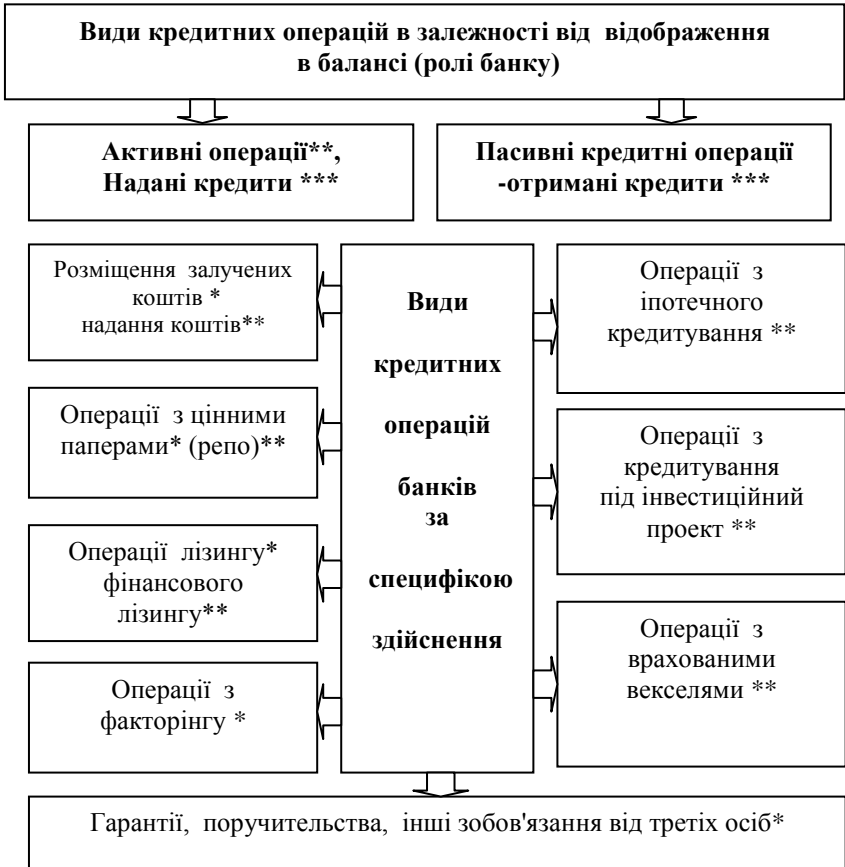 Види кредитних операцій в залежності від відображення
в балансі (ролі банку)
Активні операції**,
Надані кредити ***
Пасивні кредитні операції
-отримані кредити ***
Розміщення залучених
коштів *
надання коштів**
Операції з цінними
паперами* (репо)**
Операції лізингу*
фінансового
лізингу**
Операції з
факторінгу *
Види
кредитних
операцій
банків
за
специфікою
здійснення
Операції з
іпотечного
кредитування **
Операції з
кредитування
під інвестиційний
проект **
Операції з
врахованими
векселями **
Гарантії, поручительства, інші зобов'язання від третіх осіб*